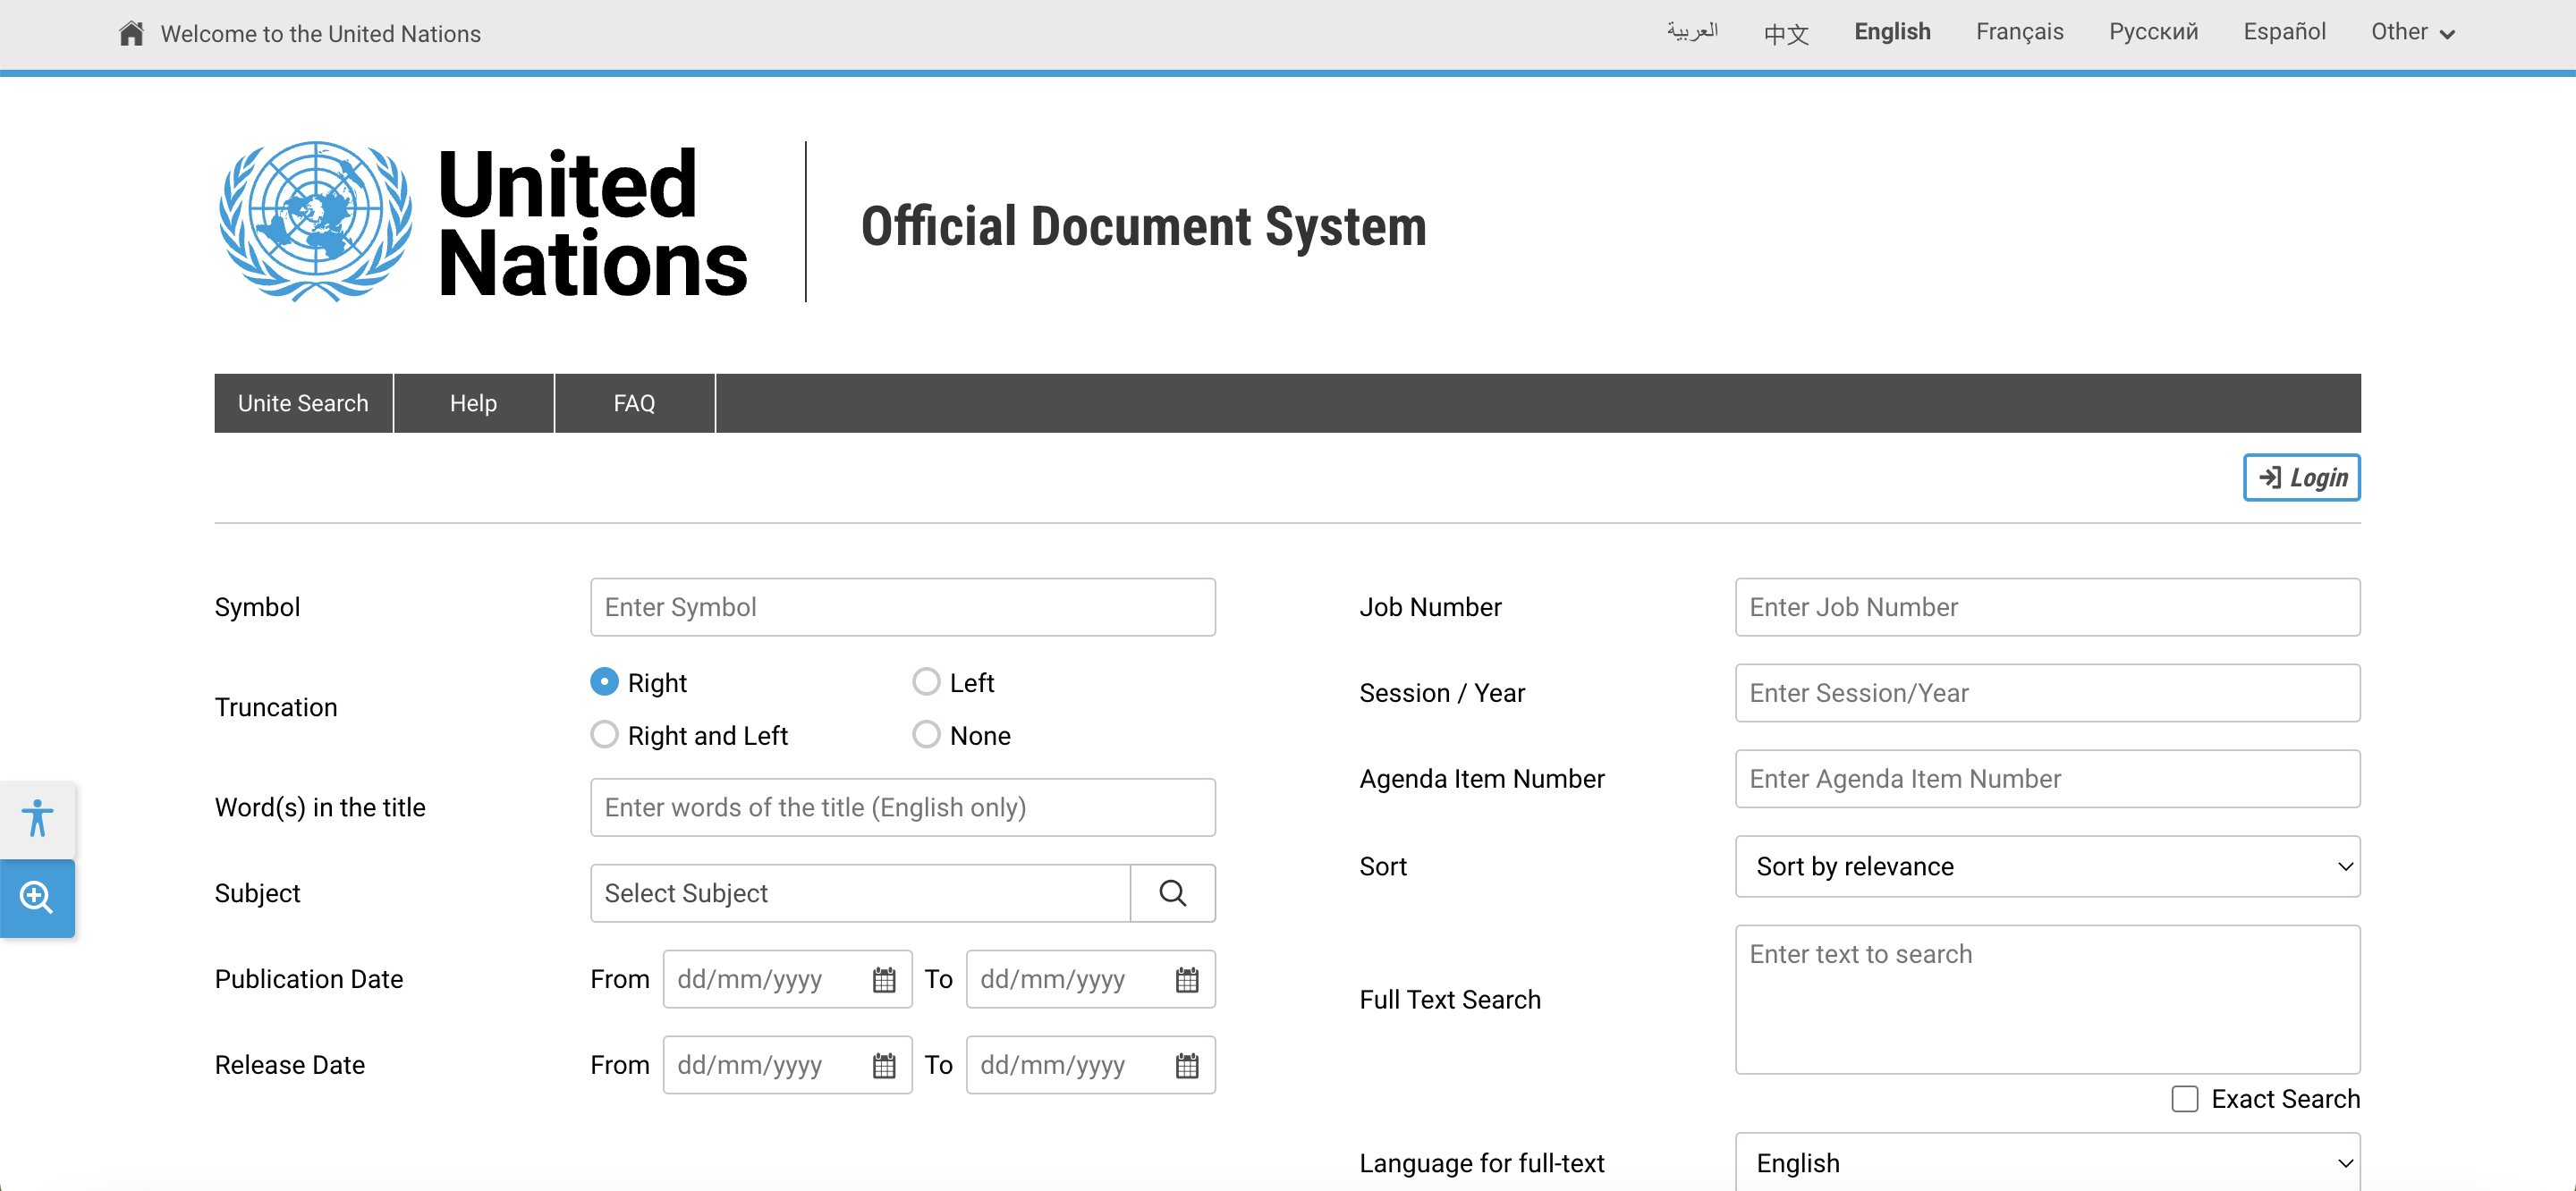 Welcome to the United Nations
العربية 中文 English Français Русский Español Other
United
Nations
Official Document System
Unite Search Help FAQ
Login
Symbol Enter Symbol
Truncation Right Left
Right and Left None
Word(s) in the title Enter words of the title (English only)
Subject Select Subject
Publication Date From dd/mm/yyyy To dd/mm/yyyy
Release Date From dd/mm/yyyy To dd/mm/yyyy
Job Number Enter Job Number
Session / Year Enter Session/Year
Agenda Item Number Enter Agenda Item Number
Sort Sort by relevance
Full Text Search Enter text to search
Exact Search
Language for full-text English